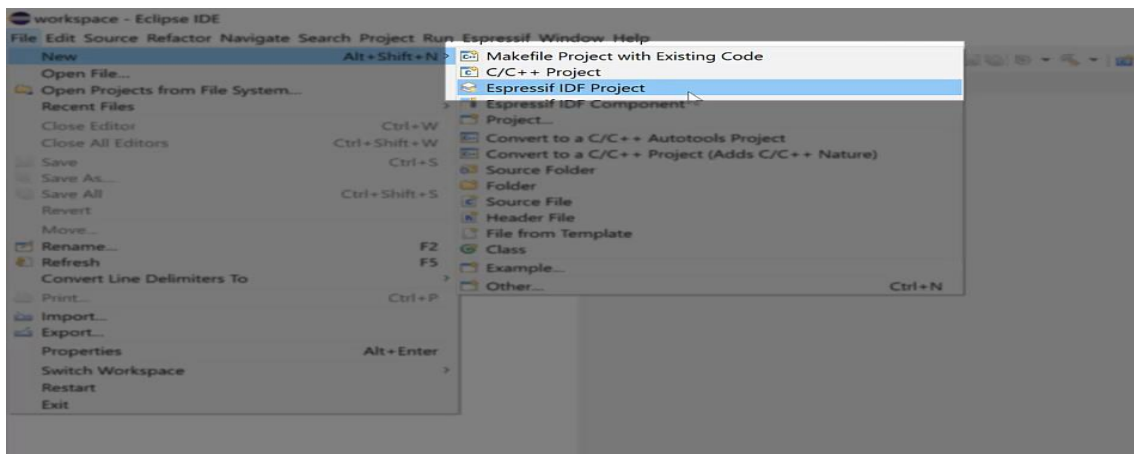 workspace - Eclipse IDE
File Edit Source Refactor Navigate Search Project Run Espressif Window Help
New Alt+Shift+N >
Open File...
Open Projects from File System...
Recent Files >
Close Editor Ctrl+W
Close All Editors Ctrl+Shift+W
Save Ctrl+S
Save As...
Save All Ctrl+Shift+S
Revert
Move...
Rename... F2
Refresh F5
Convert Line Delimiters To >
Print... Ctrl+P
Import...
Export...
Properties Alt+Enter
Switch Workspace >
Restart
Exit
Makefile Project with Existing Code
C/C++ Project
Espressif IDF Project
Espressif IDF Component
Project...
Convert to a C/C++ Autotools Project
Convert to a C/C++ Project (Adds C/C++ Nature)
Source Folder
Folder
Source File
Header File
File from Template
Class
Example...
Other... Ctrl+N